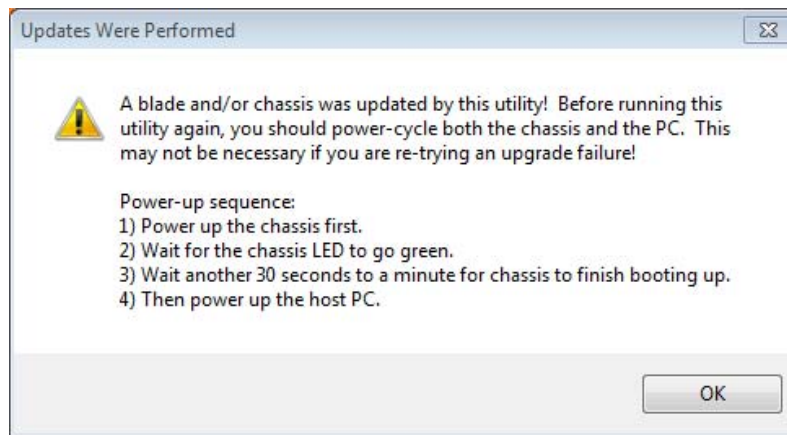 Updates Were Performed
A blade and/or chassis was updated by this utility! Before running this
utility again, you should power-cycle both the chassis and the PC. This
may not be necessary if you are re-trying an upgrade failure!
Power-up sequence:
1) Power up the chassis first.
2) Wait for the chassis LED to go green.
3) Wait another 30 seconds to a minute for chassis to finish booting up.
4) Then power up the host PC.
OK